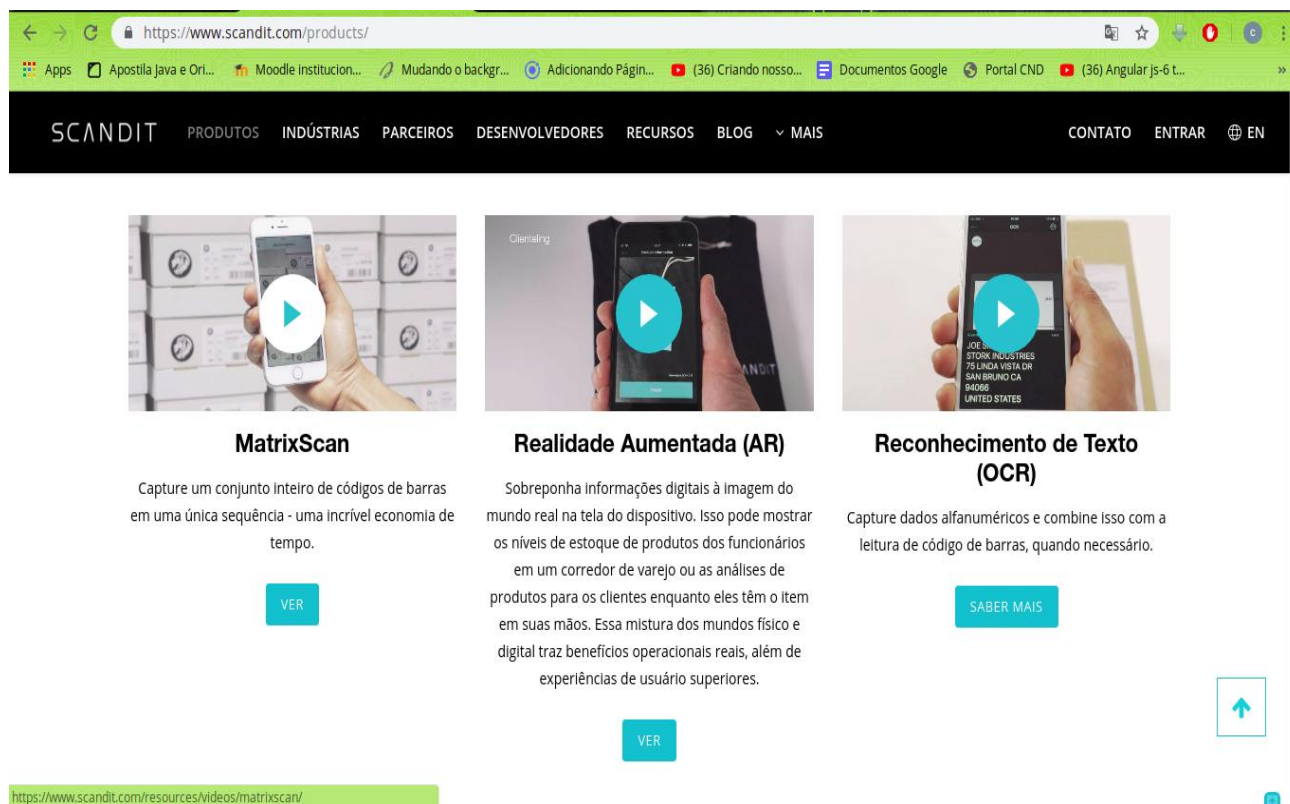 https://www.scandit.com/products/
Apps Apostila Java e Ori... Moodle institucion... Mudando o backgr... Adicionando Págin... (36) Criando nosso... Documentos Google Portal CND (36) Angular js-6 t... »
SCANDIT PRODUTOS INDÚSTRIAS PARCEIROS DESENVOLVEDORES RECURSOS BLOG MAIS CONTATO ENTRAR EN
Clienteling
OCR
STORK INDUSTRIES
75 LINDA VISTA DR
SAN BRUNO CA
94066
UNITED STATES
MatrixScan
Capture um conjunto inteiro de códigos de barras
em uma única sequência - uma incrível economia de
tempo.
VER
Realidade Aumentada (AR)
Sobreponha informações digitais à imagem do
mundo real na tela do dispositivo. Isso pode mostrar
os níveis de estoque de produtos dos funcionários
em um corredor de varejo ou as análises de
produtos para os clientes enquanto eles têm o item
em suas mãos. Essa mistura dos mundos físico e
digital traz benefícios operacionais reais, além de
experiências de usuário superiores.
VER
Reconhecimento de Texto
(OCR)
Capture dados alfanuméricos e combine isso com a
leitura de código de barras, quando necessário.
SABER MAIS
https://www.scandit.com/resources/videos/matrixscan/